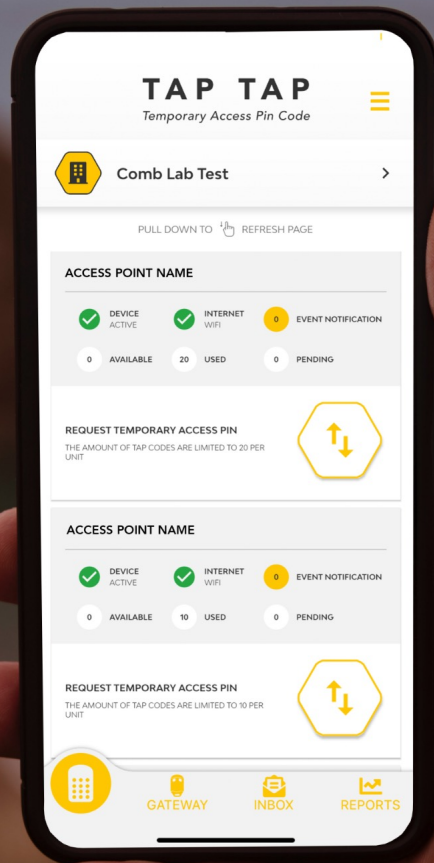 TAP TAP
Temporary Access Pin Code
Comb Lab Test
PULL DOWN TO REFRESH PAGE
ACCESS POINT NAME
DEVICE
ACTIVE
INTERNET
WIFI
0 EVENT NOTIFICATION
0 AVAILABLE
20 USED
0 PENDING
REQUEST TEMPORARY ACCESS PIN
THE AMOUNT OF TAP CODES ARE LIMITED TO 20 PER
UNIT
ACCESS POINT NAME
DEVICE
ACTIVE
INTERNET
WIFI
0 EVENT NOTIFICATION
0 AVAILABLE
10 USED
0 PENDING
REQUEST TEMPORARY ACCESS PIN
THE AMOUNT OF TAP CODES ARE LIMITED TO 10 PER
UNIT
GATEWAY
INBOX
REPORTS